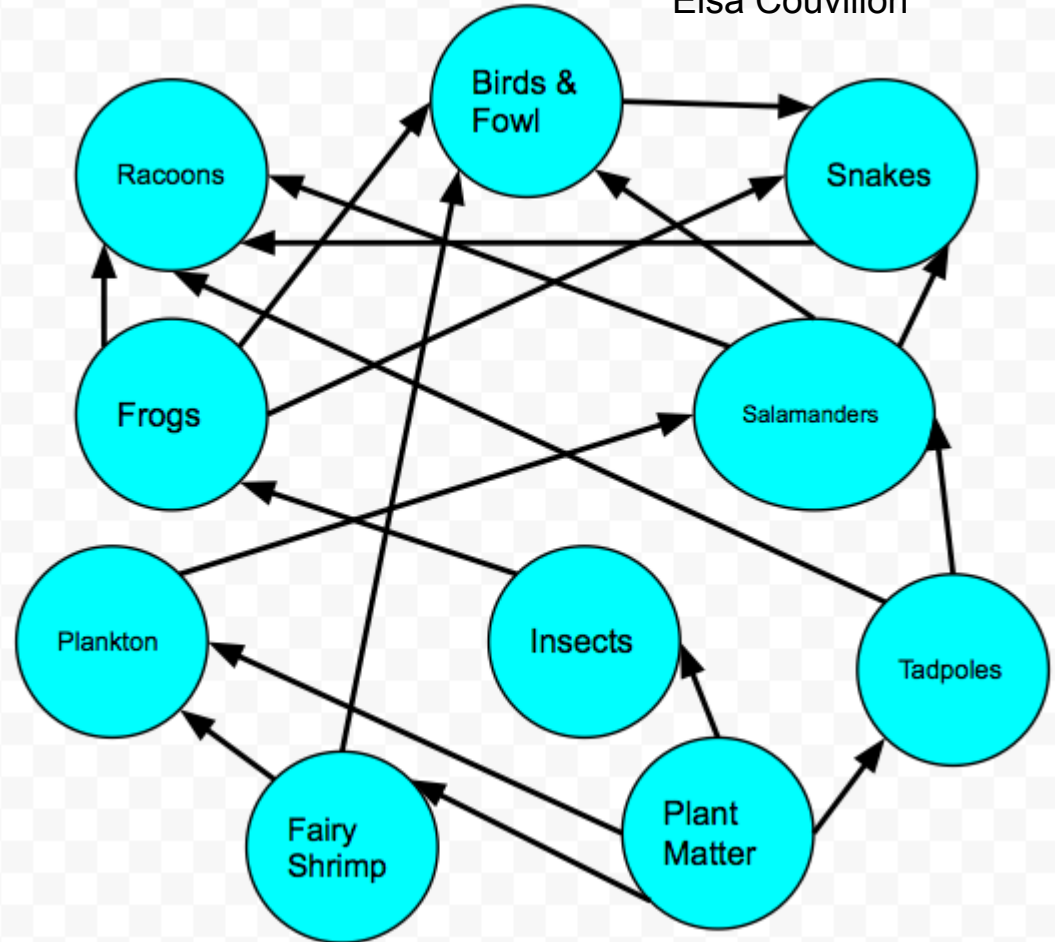 Elsa Couvillon
Birds &
Fowl
Racoons
Snakes
Frogs
Salamanders
Plankton
Insects
Tadpoles
Fairy
Shrimp
Plant
Matter